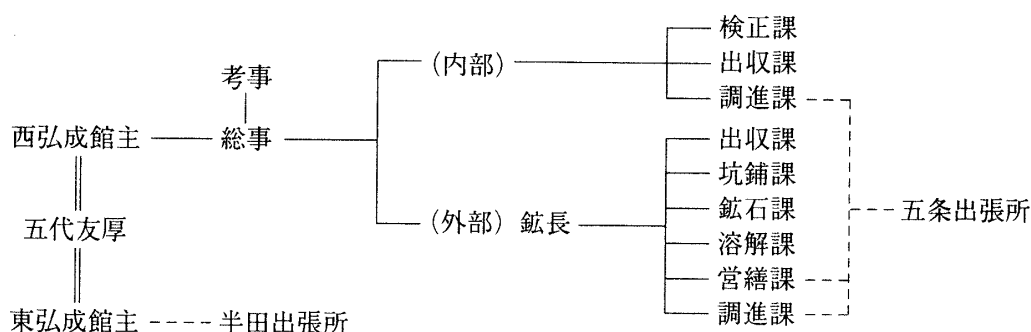 検正課
考事 （内部） 出収課
調進課
西弘成館主 総事 出収課
坑鋪課
五代友厚 （外部）鉱長 鉱石課 五条出張所
溶解課
営繕課
東弘成館主 半田出張所 調進課